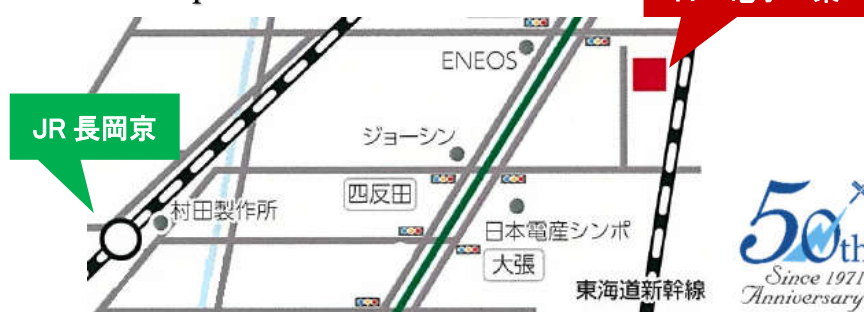 ENEOS
JR 長岡京
ジョーシン
四反田
村田製作所
日本電産シンポ
大張
東海道新幹線
50th
Since 1971
Anniversary